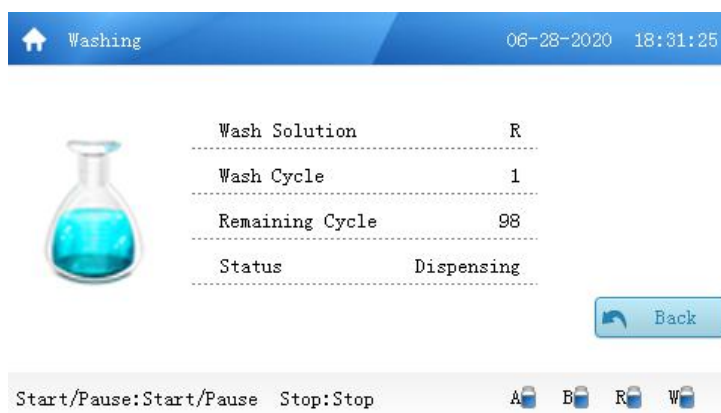 Washing 06-28-2020 18:31:25
Wash Solution R
Wash Cycle 1
Remaining Cycle 98
Status Dispensing
Back
Start/Pause:Start/Pause Stop:Stop A B R W